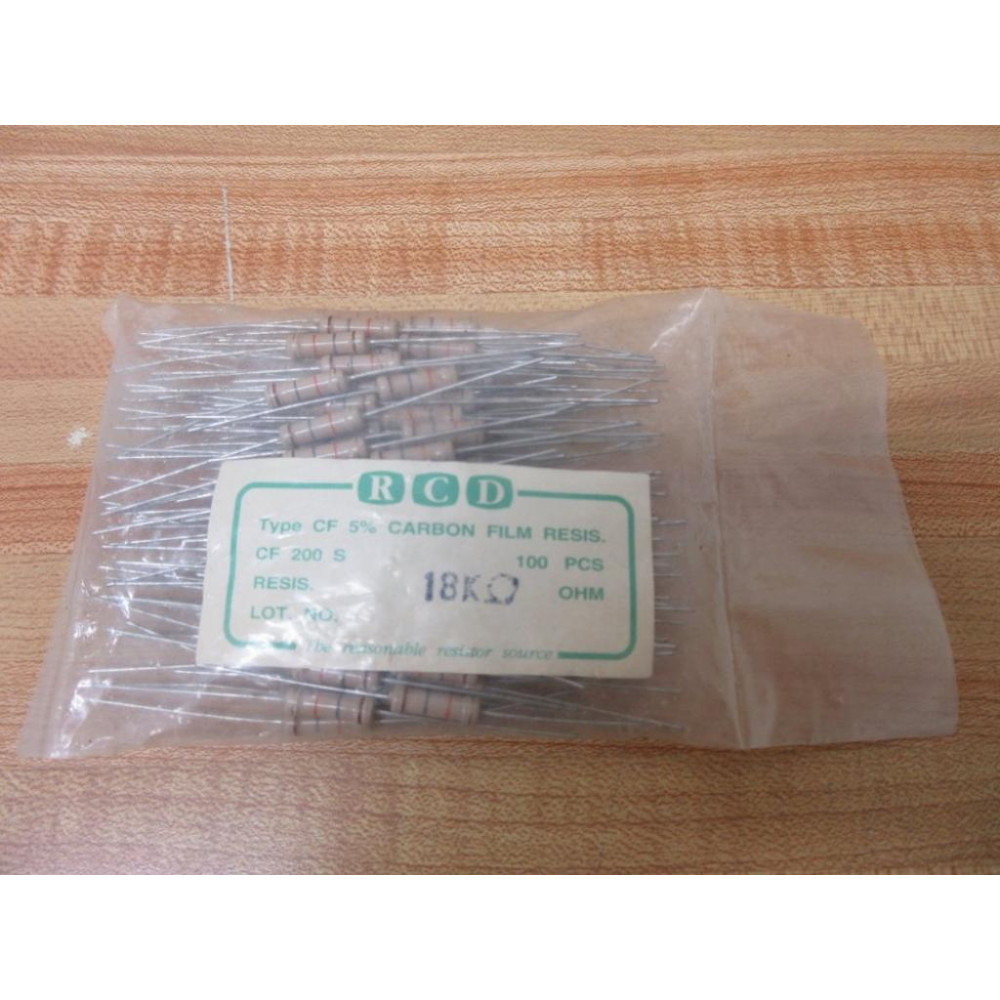 RCD
Type CF 5% CARBON FILM RESIS.
CF 200 S 100 PCS
RESIS. 18KΩ OHM
LOT. NO.
The reasonable resistor source